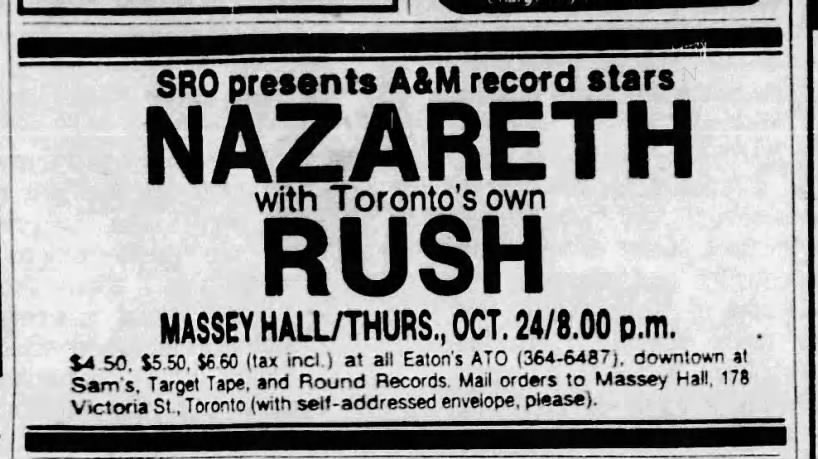 SRO presents A&M record stars
NAZARETH
with Toronto's own
RUSH
MASSEY HALL/THURS., OCT. 24/8.00 p.m.
$4.50, $5.50, $6.60 (tax incl.) at all Eaton's ATO (364-6487), downtown at
Sam's, Target Tape, and Round Records. Mail orders to Massey Hall, 178
Victoria St., Toronto (with self-addressed envelope, please).